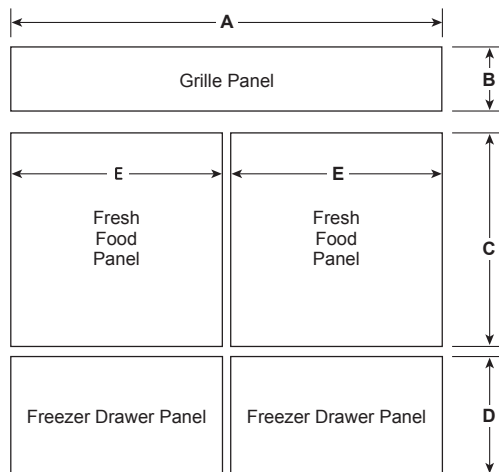 A
Grille Panel
B
E
E
Fresh
Food
Panel
Fresh
Food
Panel
C
Freezer Drawer Panel
Freezer Drawer Panel
D